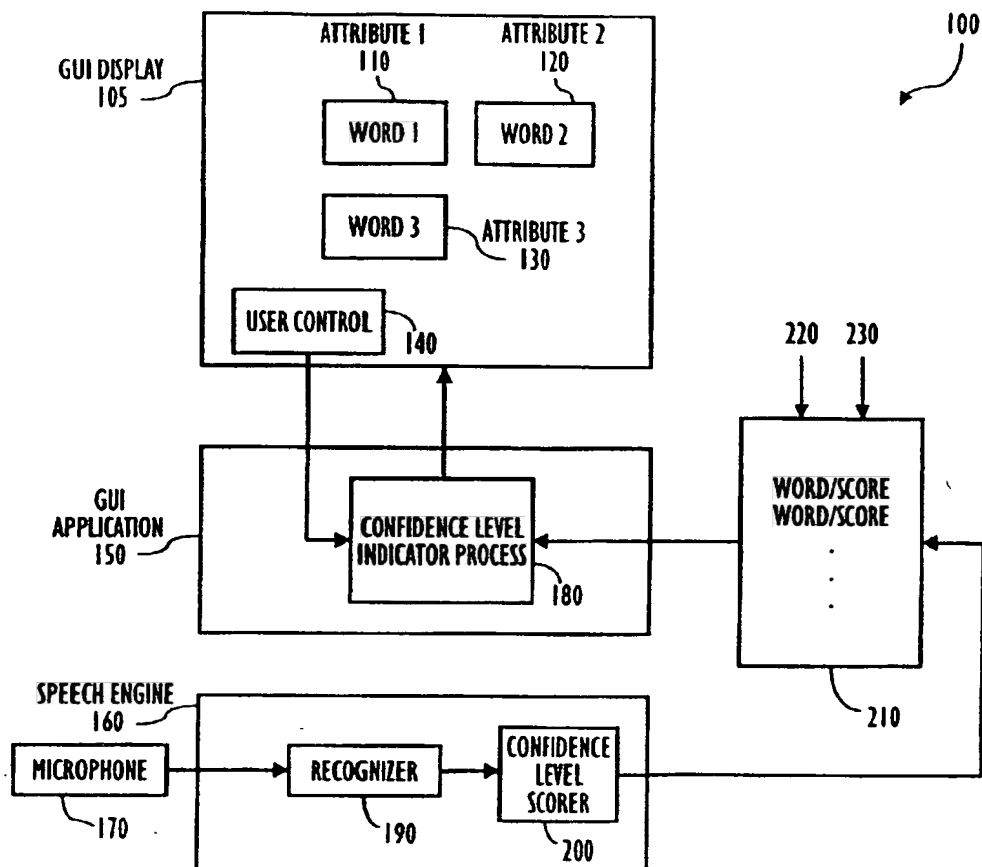 ATTRIBUTE 1
110
ATTRIBUTE 2
120
100
GUI DISPLAY
105
WORD 1
WORD 2
WORD 3
ATTRIBUTE 3
130
USER CONTROL
140
220
230
GUI
APPLICATION
150
CONFIDENCE LEVEL
INDICATOR PROCESS
180
WORD/SCORE
WORD/SCORE
.
.
.
210
SPEECH ENGINE
160
MICROPHONE
170
RECOGNIZER
190
CONFIDENCE
LEVEL
SCORER
200